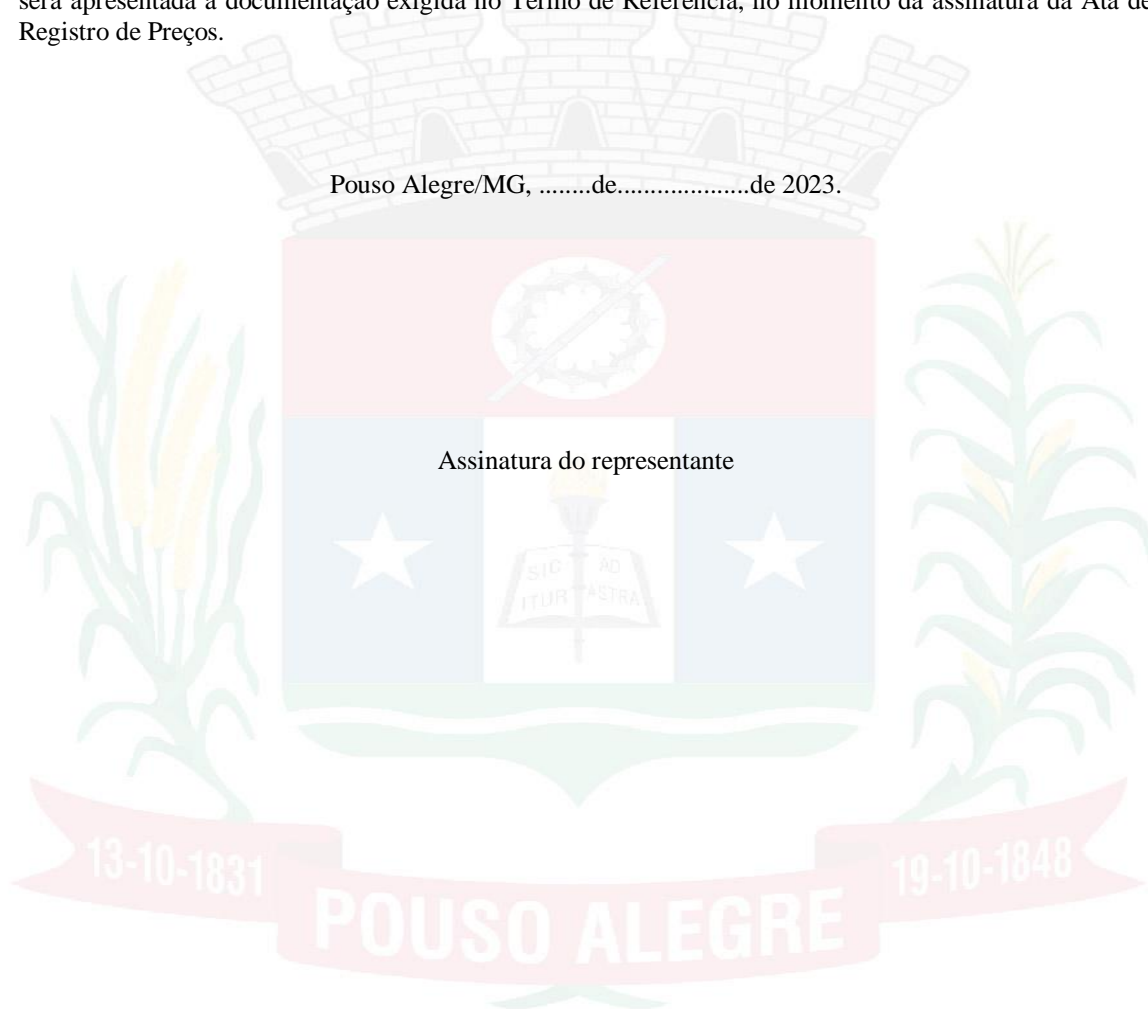 será apresentada a documentação exigida no Termo de Referência, no momento da assinatura da Ata de
Registro de Preços.
Pouso Alegre/MG, ........de....................de 2023.
Assinatura do representante
SIC AD
ITUR ASTRA
13-10-1831
19-10-1848
POUSO ALEGRE